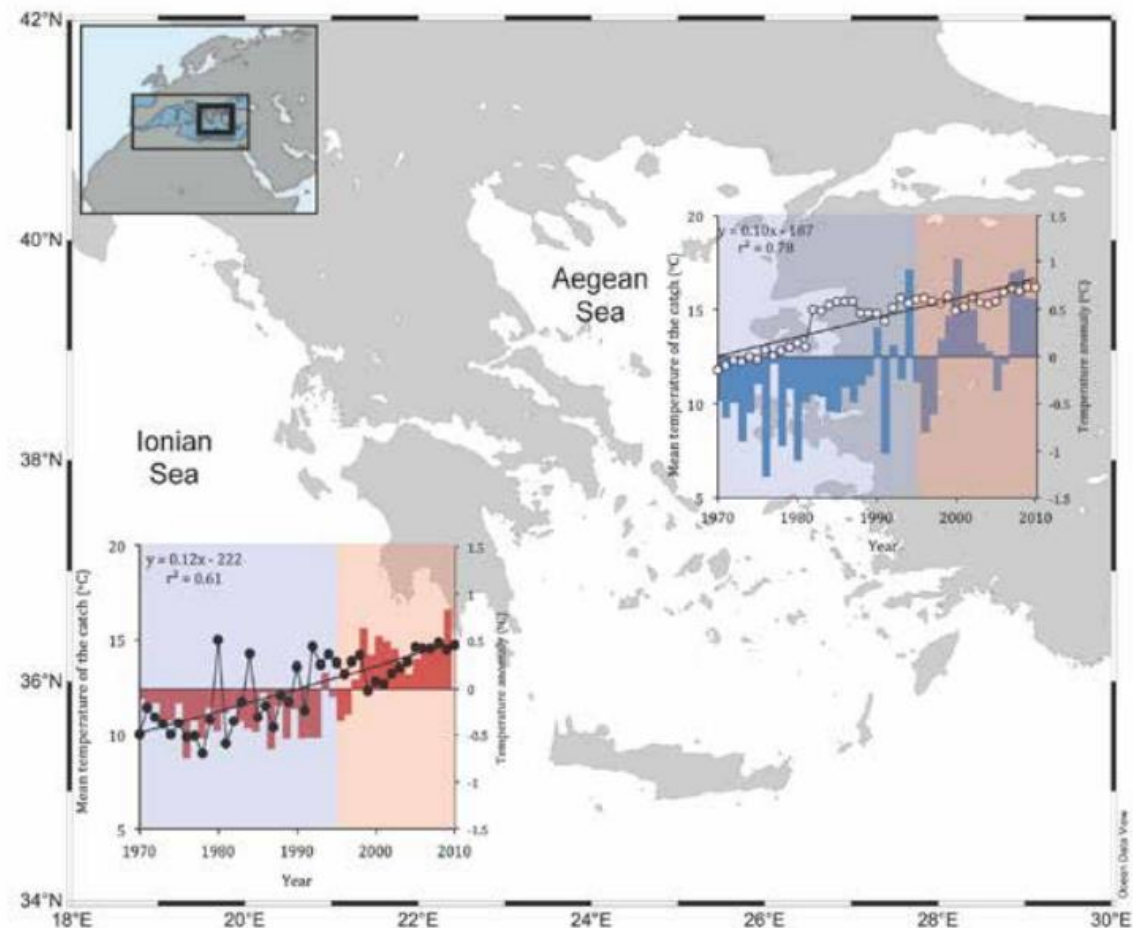 42°N
40°N
38°N
36°N
34°N
18°E
20°E
22°E
24°E
26°E
28°E
30°E
Aegean
Sea
Ionian
Sea
y = 0.10x - 187
r² = 0.78
Mean temperature of the catch (°C)
20
15
10
5
Temperature anomaly (°C)
1.5
1
0.5
0
-0.5
-1
-1.5
1970
1980
1990
2000
2010
Year
y = 0.12x - 222
r² = 0.61
Mean temperature of the catch (°C)
20
15
10
5
Temperature anomaly (°C)
1.5
1
0.5
0
-0.5
-1
-1.5
1970
1980
1990
2000
2010
Year
Ocean Data View